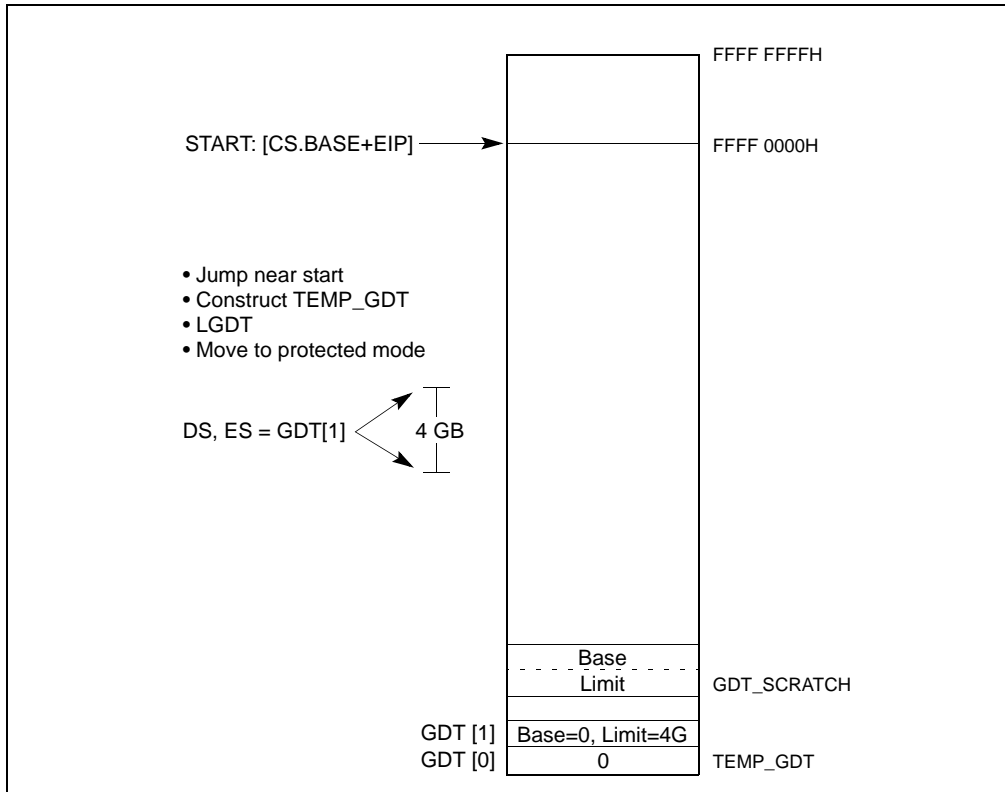 FFFF FFFFH
START: [CS.BASE+EIP]
FFFF 0000H
• Jump near start
• Construct TEMP_GDT
• LGDT
• Move to protected mode
DS, ES = GDT[1]
4 GB
Base
Limit
GDT_SCRATCH
GDT [1]
Base=0, Limit=4G
GDT [0]
0
TEMP_GDT